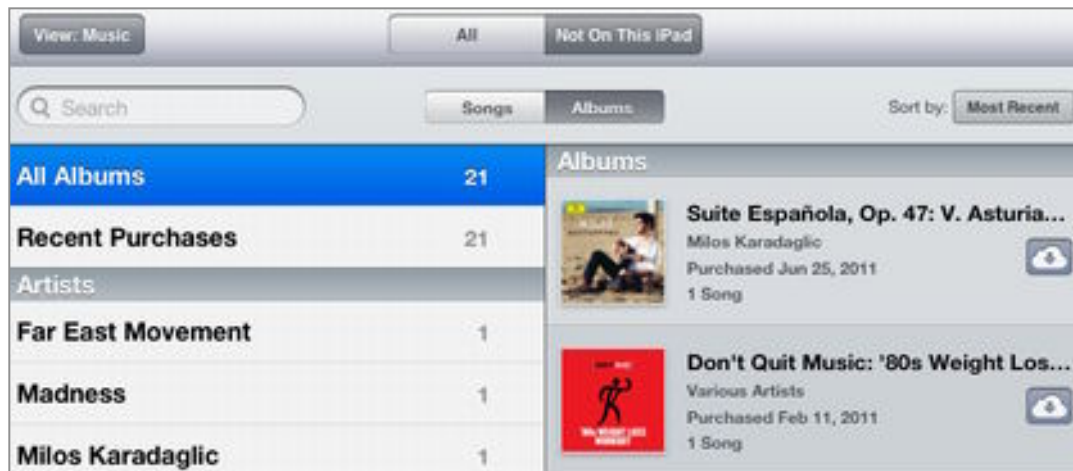 View: Music
All
Not On This iPad
Search
Songs
Albums
Sort by: Most Recent
All Albums 21
Recent Purchases 21
Artists
Far East Movement 1
Madness 1
Milos Karadaglic 1
Albums
Suite Española, Op. 47: V. Asturia...
Milos Karadaglic
Purchased Jun 25, 2011
1 Song
Don't Quit Music: '80s Weight Los...
Various Artists
Purchased Feb 11, 2011
1 Song